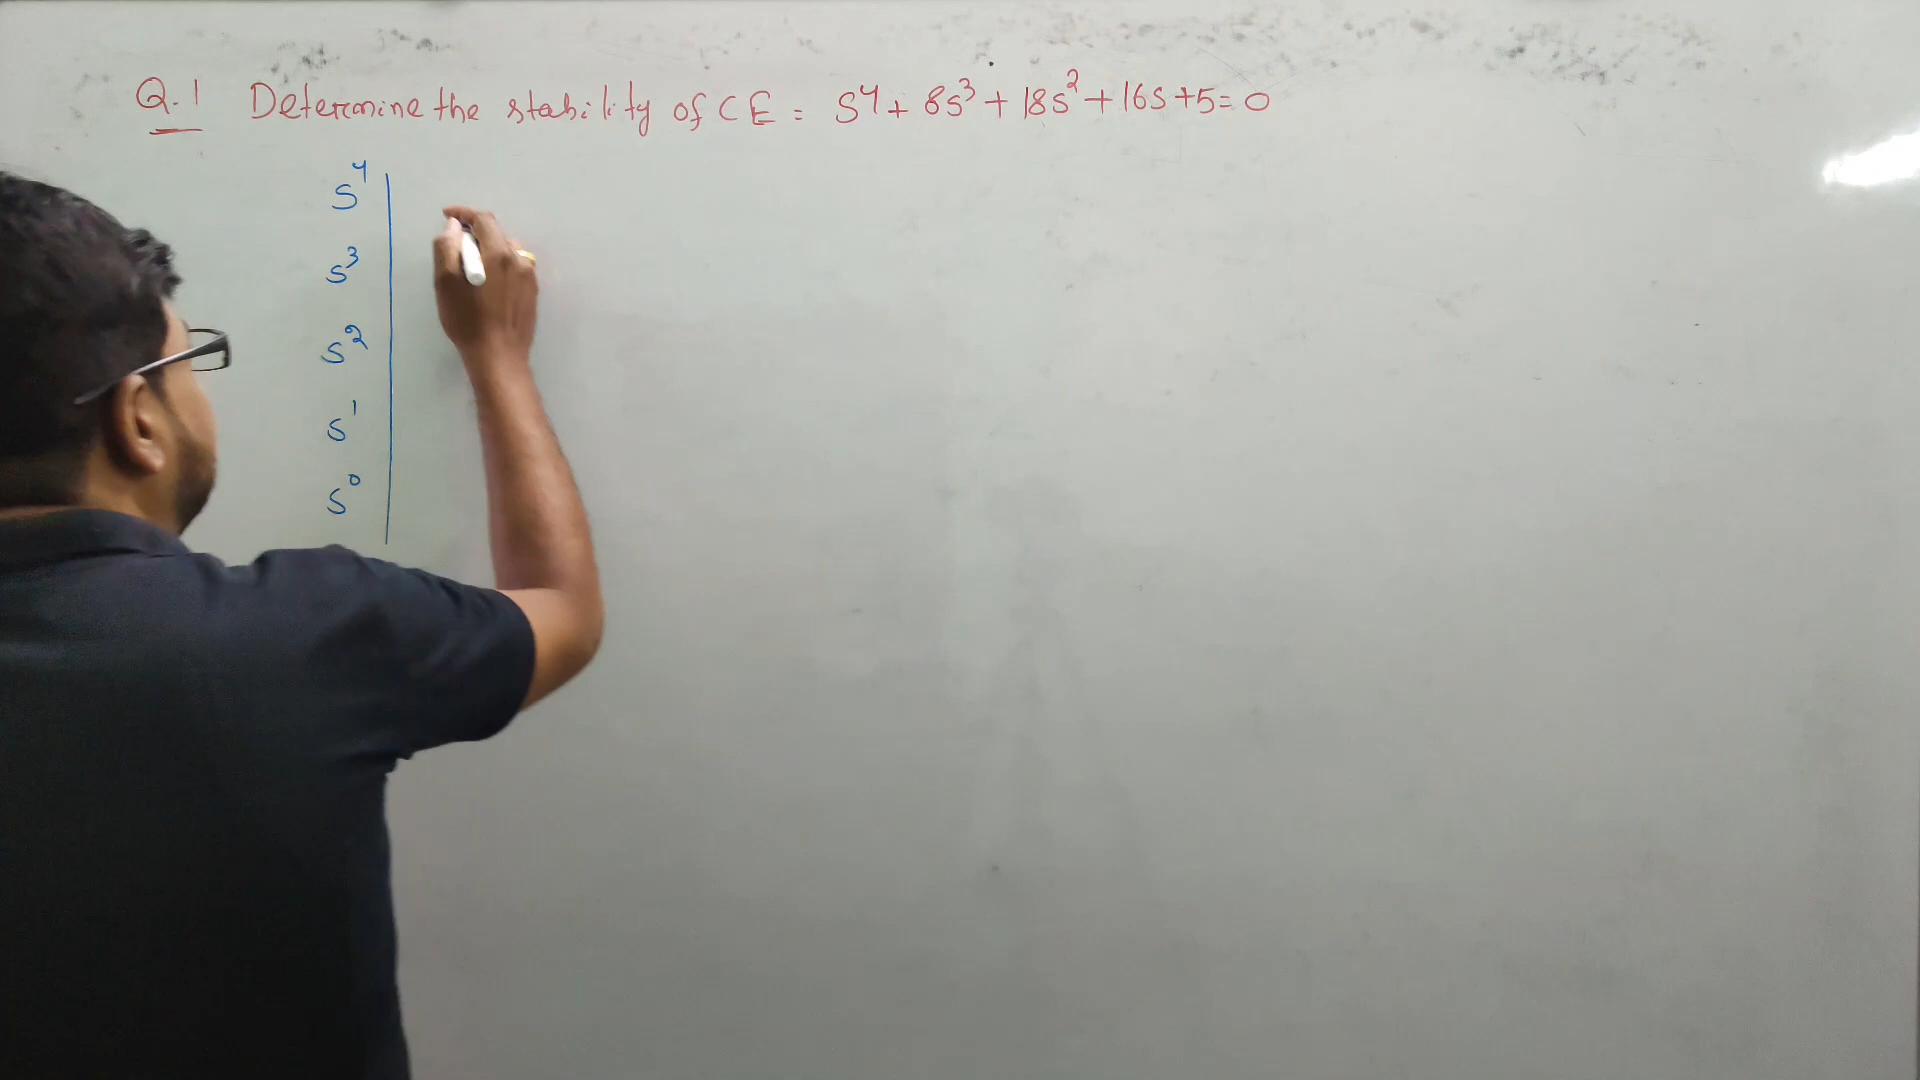 Q.1 Determine the stability of CE = S⁴ + 8S³ + 18S² + 16S + 5 = 0
S⁴
S³
S²
S¹
S⁰